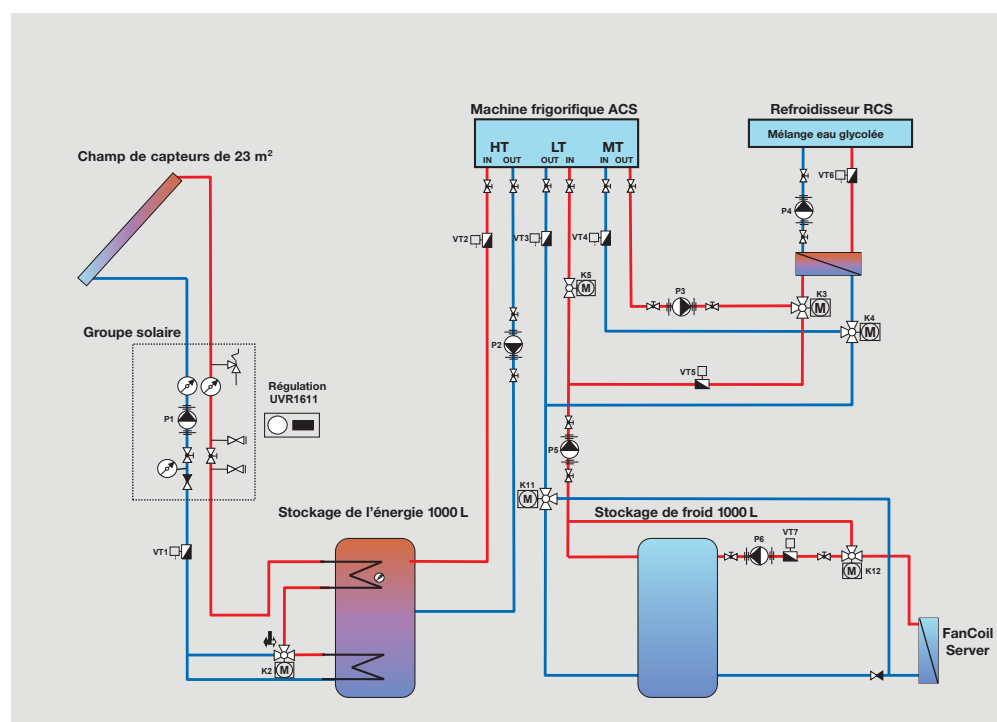 Machine frigorifique ACS
Refroidisseur RCS
HT LT MT
IN OUT OUT IN IN OUT
Mélange eau glycolée
Champ de capteurs de 23 m²
VT6
P4
VT2
VT3
VT4
K5
P3
K3
K4
Groupe solaire
P2
VT5
Régulation
UVR1611
P1
P5
K11
M
Stockage de l'énergie 1000 L
Stockage de froid 1000 L
P6
VT7
VT1
M
K12
FanCoil
Server
K2
M
M
M
M